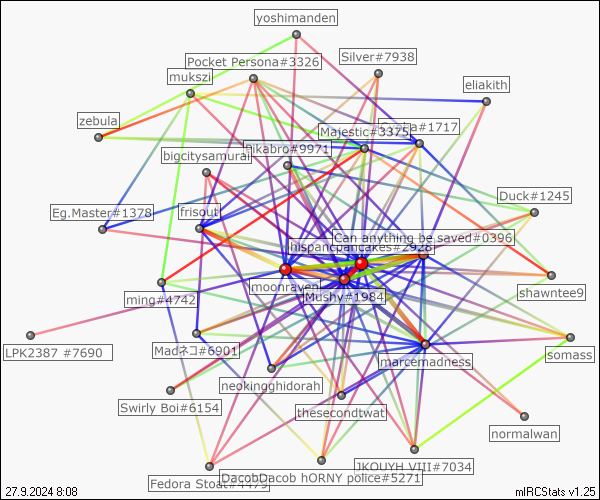 yoshimanden
Pocket Persona#3326
Silver#7938
mukszi
eliakith
zebula
#1717
Majestic#3375
hikabro#9971
bigcitysamurai
Duck#1245
Eg.Master#1378
frisout
Can anything be saved#0396
hispancpancakes#2928
moonraven
shawntee9
Mushy#1984
ming#4742
LPK2387 #7690
Madネコ#6901
marcemadness
somass
neokingghidorah
Swirly Boi#6154
thesecondtwat
normalwan
JKOUYH VIII#7034
DacobDacob hORNY police#5271
Fedora Stoat#4479
27.9.2024 8:08
mIRCStats v1.25